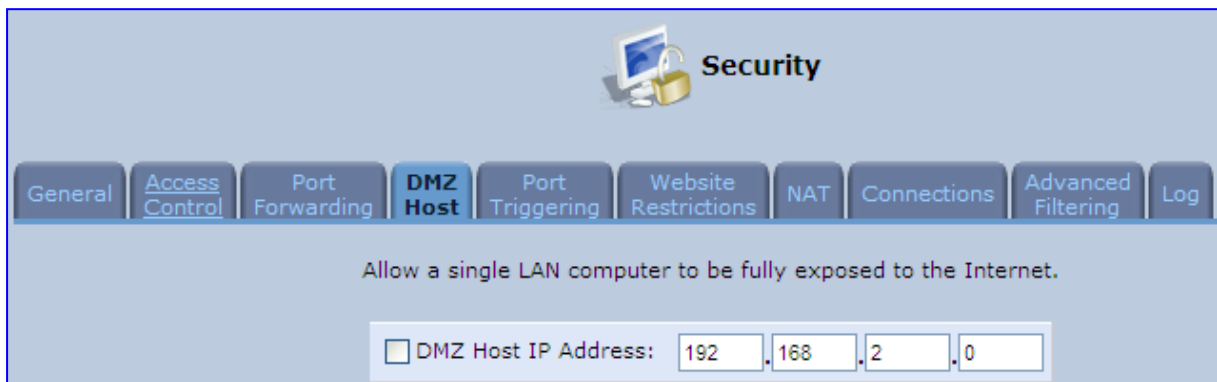 Security
General
Access
Control
Port
Forwarding
DMZ
Host
Port
Triggering
Website
Restrictions
NAT
Connections
Advanced
Filtering
Log
Allow a single LAN computer to be fully exposed to the Internet.
DMZ Host IP Address: 192 . 168 . 2 . 0